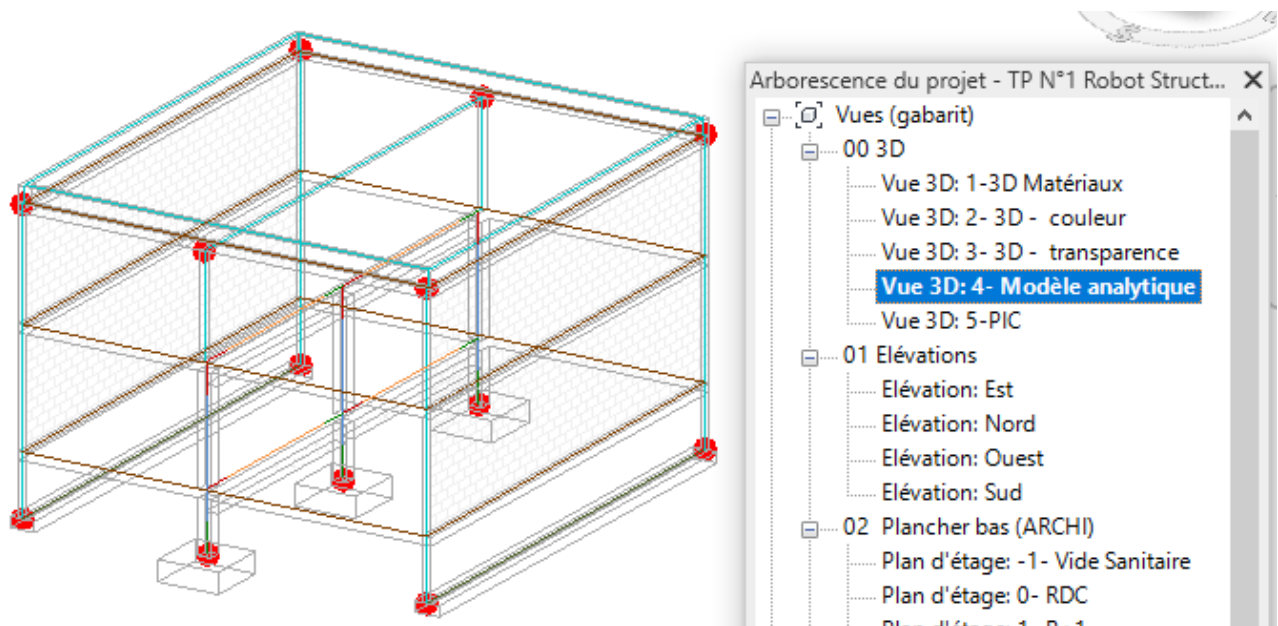 Arborescence du projet - TP N°1 Robot Struct...
Vues (gabarit)
00 3D
Vue 3D: 1-3D Matériaux
Vue 3D: 2- 3D -  couleur
Vue 3D: 3- 3D -  transparence
Vue 3D: 4- Modèle analytique
Vue 3D: 5-PIC
01 Elévations
Elévation: Est
Elévation: Nord
Elévation: Ouest
Elévation: Sud
02  Plancher bas (ARCHI)
Plan d'étage: -1- Vide Sanitaire
Plan d'étage: 0- RDC